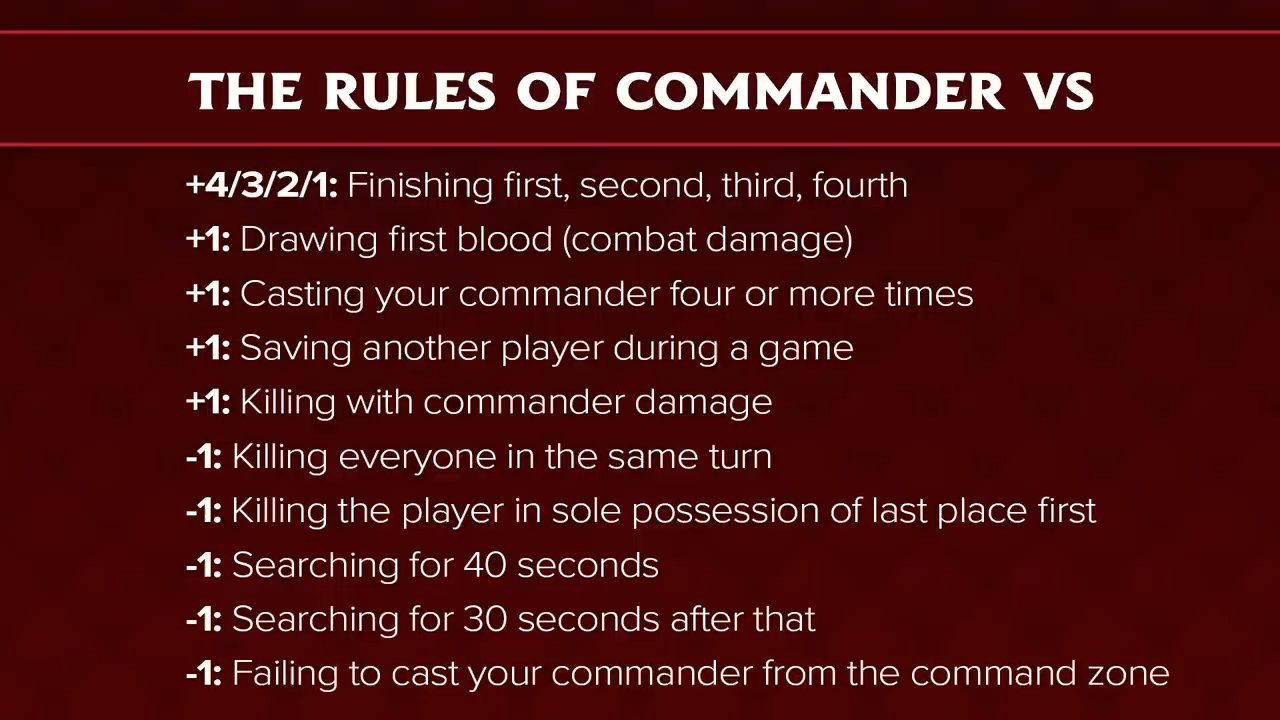 THE RULES OF COMMANDER VS
+4/3/2/1: Finishing first, second, third, fourth
+1: Drawing first blood (combat damage)
+1: Casting your commander four or more times
+1: Saving another player during a game
+1: Killing with commander damage
-1: Killing everyone in the same turn
-1: Killing the player in sole possession of last place first
-1: Searching for 40 seconds
-1: Searching for 30 seconds after that
-1: Failing to cast your commander from the command zone